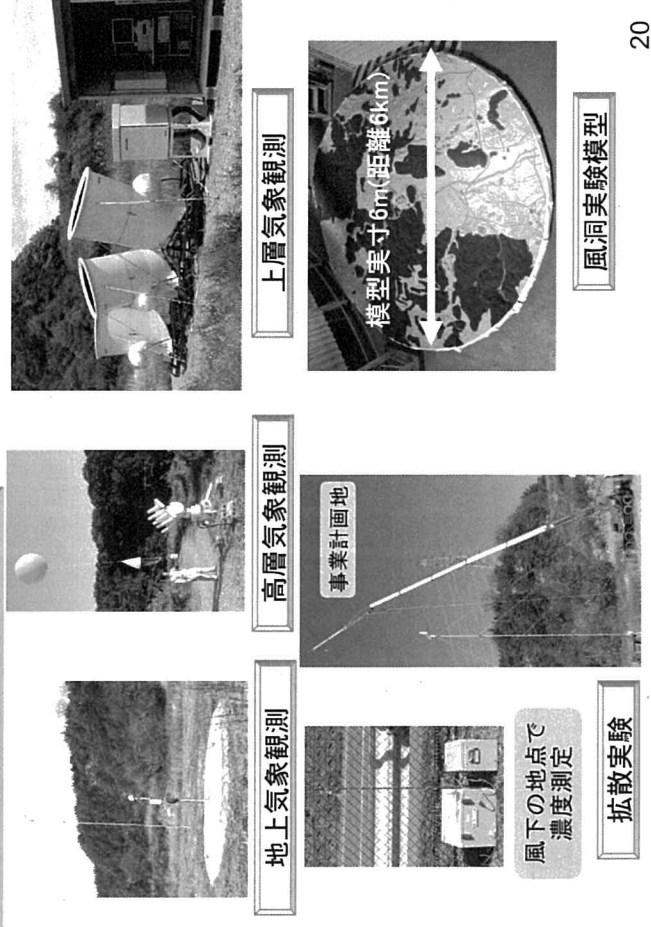 地上気象観測
高層気象観測
上層気象観測
風下の地点で
濃度測定
事業計画地
拡散実験
模型実寸6m(距離6km)
風洞実験模型
20